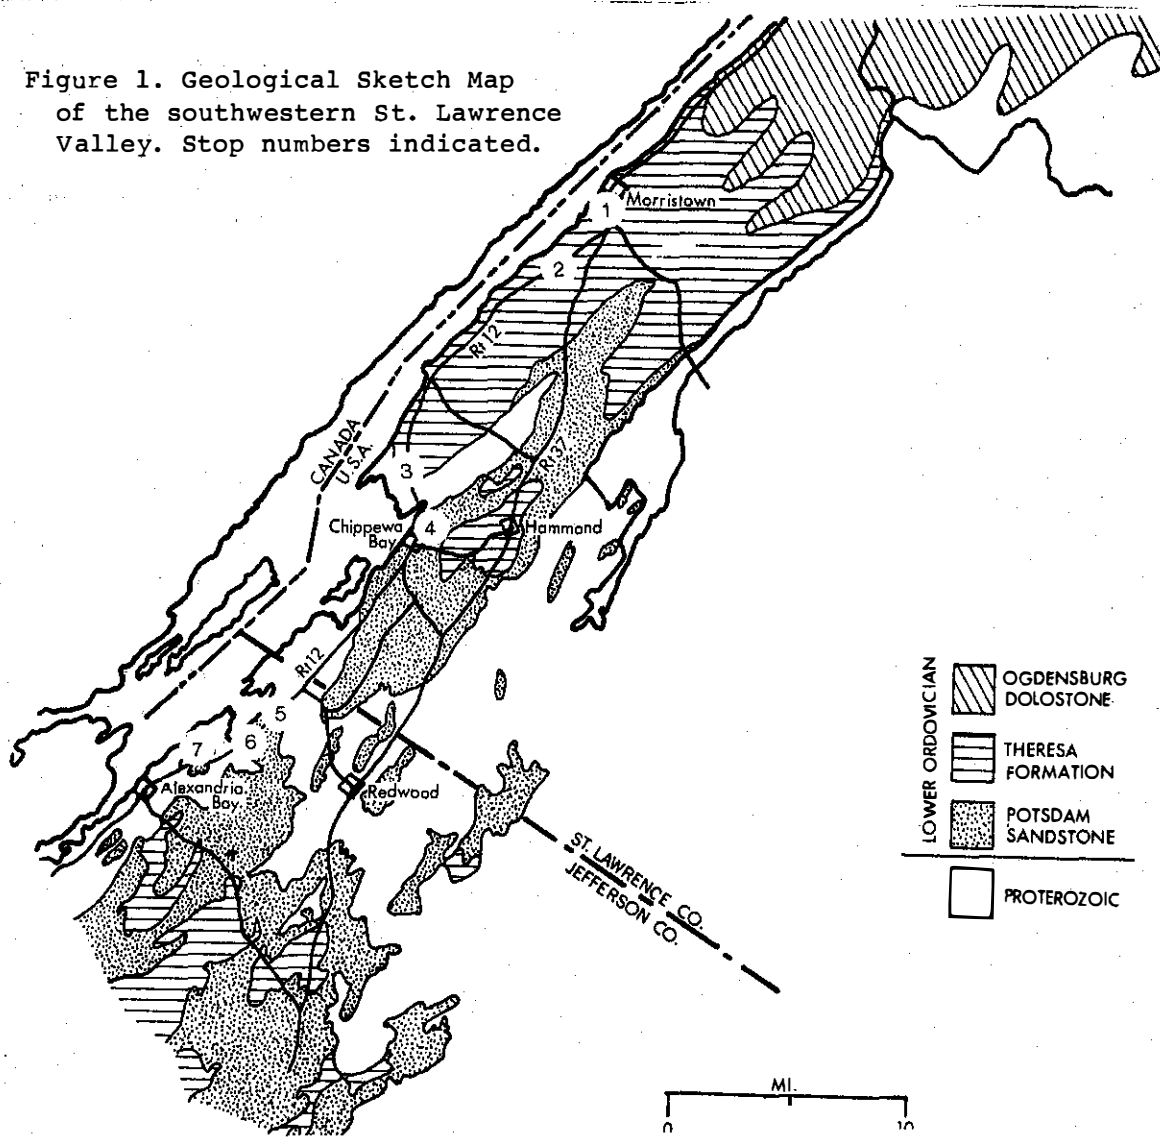 Figure 1. Geological Sketch Map
of the southwestern St. Lawrence
Valley. Stop numbers indicated.
1
Morristown
2
Rt 12
CANADA
U.S.A.
Rt 37
3
Chippewa
Bay
4
Hammond
Rt 12
5
6
7
Alexandria
Bay
Redwood
ST. LAWRENCE CO.
JEFFERSON CO.
LOWER ORDOVICIAN
OGDENSBURG
DOLOSTONE
THERESA
FORMATION
POTSDAM
SANDSTONE
PROTEROZOIC
MI.
0
10